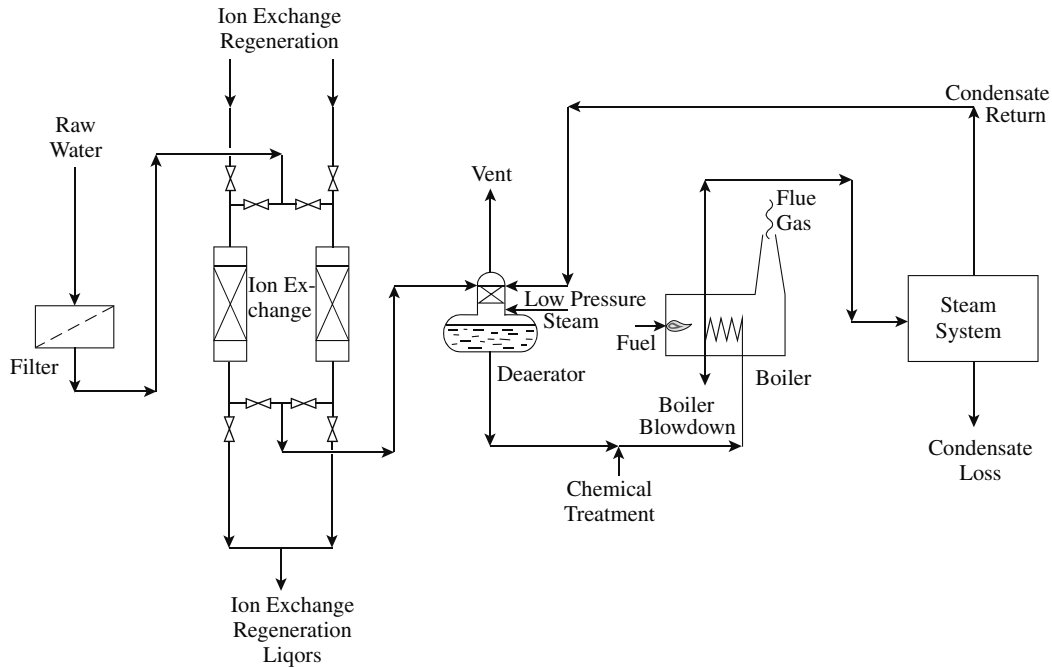 Ion Exchange
Regeneration
Raw
Water
Condensate
Return
Vent
Flue
Gas
Ion Ex-
change
Low Pressure
Steam
Steam
System
Filter
Fuel
Deaerator
Boiler
Boiler
Blowdown
Condensate
Loss
Chemical
Treatment
Ion Exchange
Regeneration
Liqors